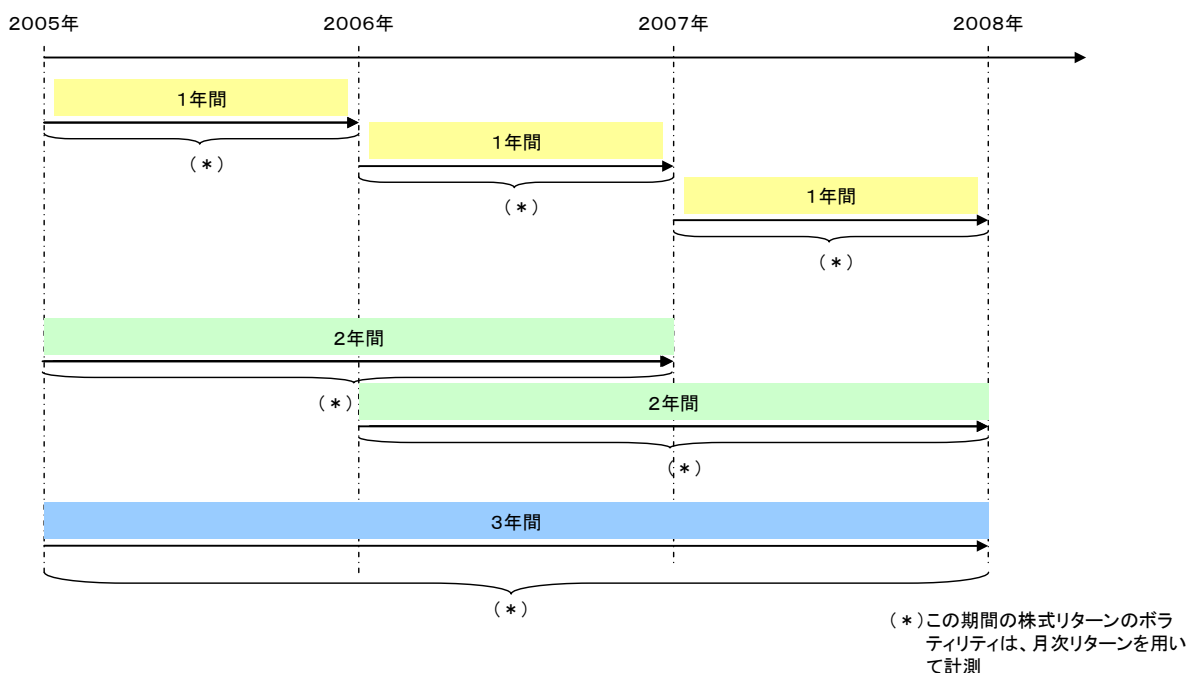 2005年 2006年 2007年 2008年
1年間
(*)
1年間
(*)
1年間
(*)
2年間
(*)
2年間
(*)
3年間
(*)
(*)この期間の株式リターンのボラ
ティリティは、月次リターンを用い
て計測